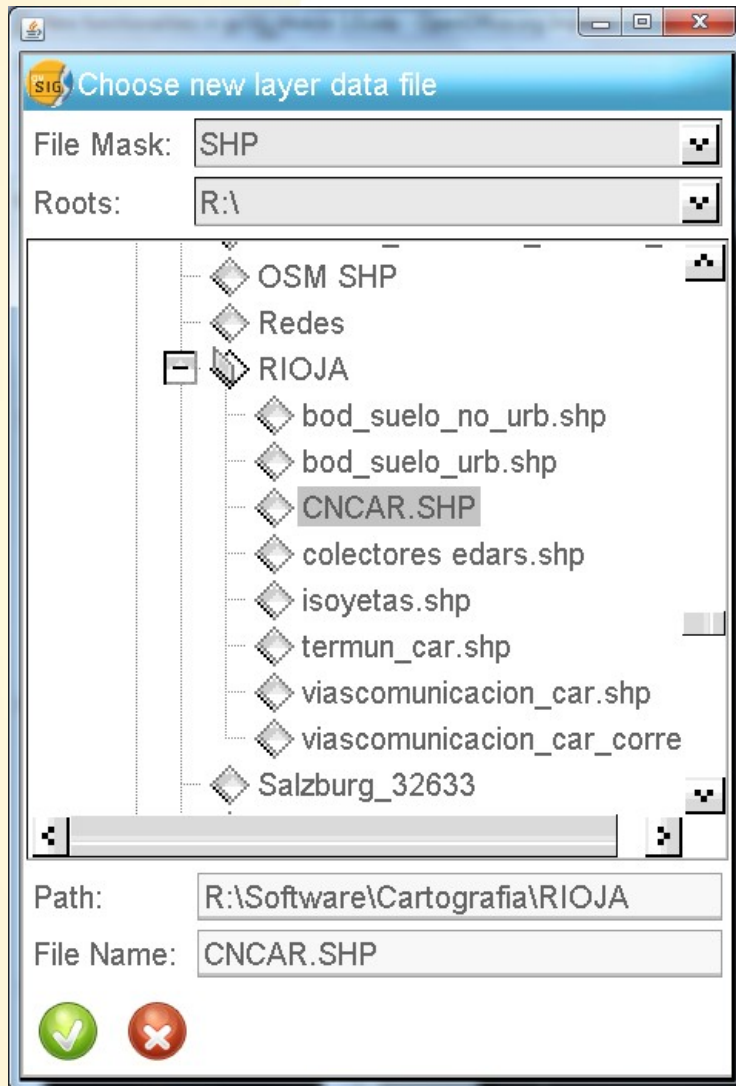 SIG Choose new layer data file
File Mask: SHP
Roots: R:\
OSM SHP
Redes
RIOJA
bod_suelo_no_urb.shp
bod_suelo_urb.shp
CNCAR.SHP
colectores edars.shp
isoyetas.shp
termun_car.shp
viascomunicacion_car.shp
viascomunicacion_car_corre
Salzburg_32633
Path: R:\Software\Cartografia\RIOJA
File Name: CNCAR.SHP